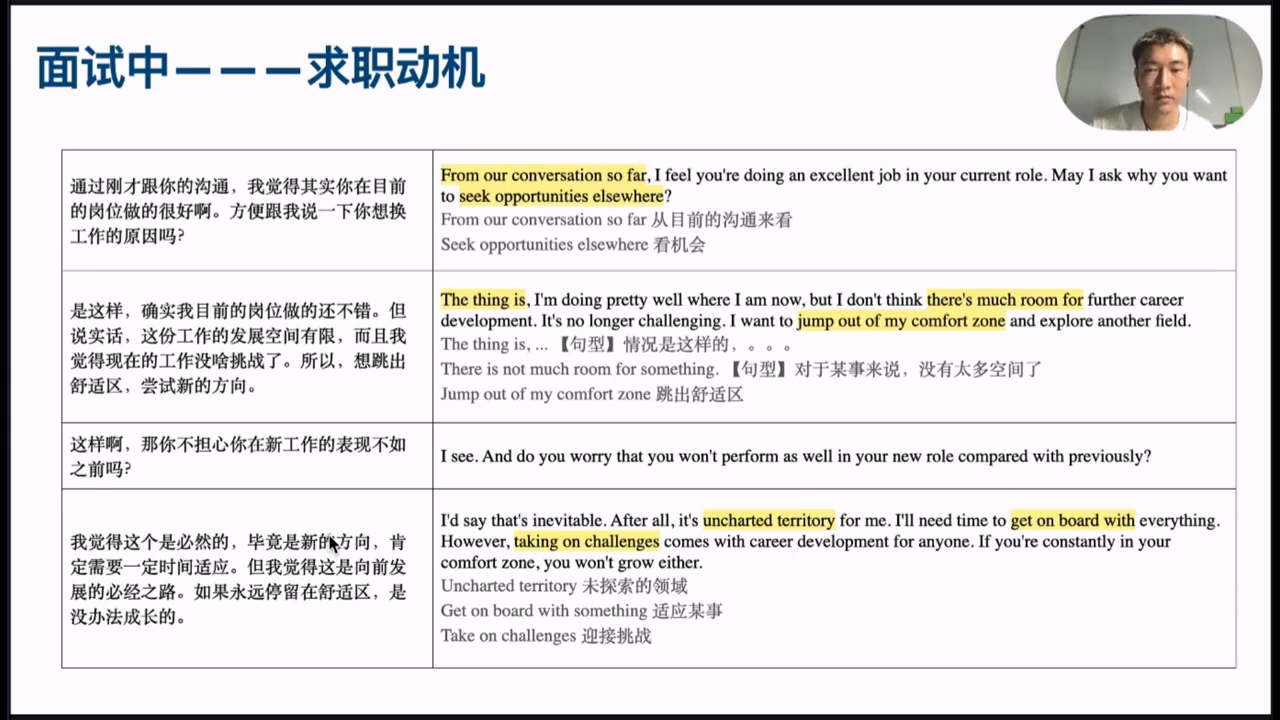 面试中———求职动机
通过刚才跟你的沟通，我觉得其实你在目前
的岗位做的很好啊。方便跟我说一下你想换
工作的原因吗?
From our conversation so far, I feel you're doing an excellent job in your current role. May I ask why you want
to seek opportunities elsewhere?
From our conversation so far 从目前的沟通来看
Seek opportunities elsewhere 看机会
是这样，确实我目前的岗位做的还不错。但
说实话，这份工作的发展空间有限，而且我
觉得现在的工作没啥挑战了。所以，想跳出
舒适区，尝试新的方向。
The thing is, I'm doing pretty well where I am now, but I don't think there's much room for further career
development. It's no longer challenging. I want to jump out of my comfort zone and explore another field.
The thing is, ... 【句型】情况是这样的，。。。
There is not much room for something. 【句型】对于某事来说，没有太多空间了
Jump out of my comfort zone 跳出舒适区
这样啊，那你不担心你在新工作的表现不如
之前吗?
I see. And do you worry that you won't perform as well in your new role compared with previously?
我觉得这个是必然的，毕竟是新的方向，肯
定需要一定时间适应。但我觉得这是向前发
展的必经之路。如果永远停留在舒适区，是
没办法成长的。
I'd say that's inevitable. After all, it's uncharted territory for me. I'll need time to get on board with everything.
However, taking on challenges comes with career development for anyone. If you're constantly in your
comfort zone, you won't grow either.
Uncharted territory 未探索的领域
Get on board with something 适应某事
Take on challenges 迎接挑战